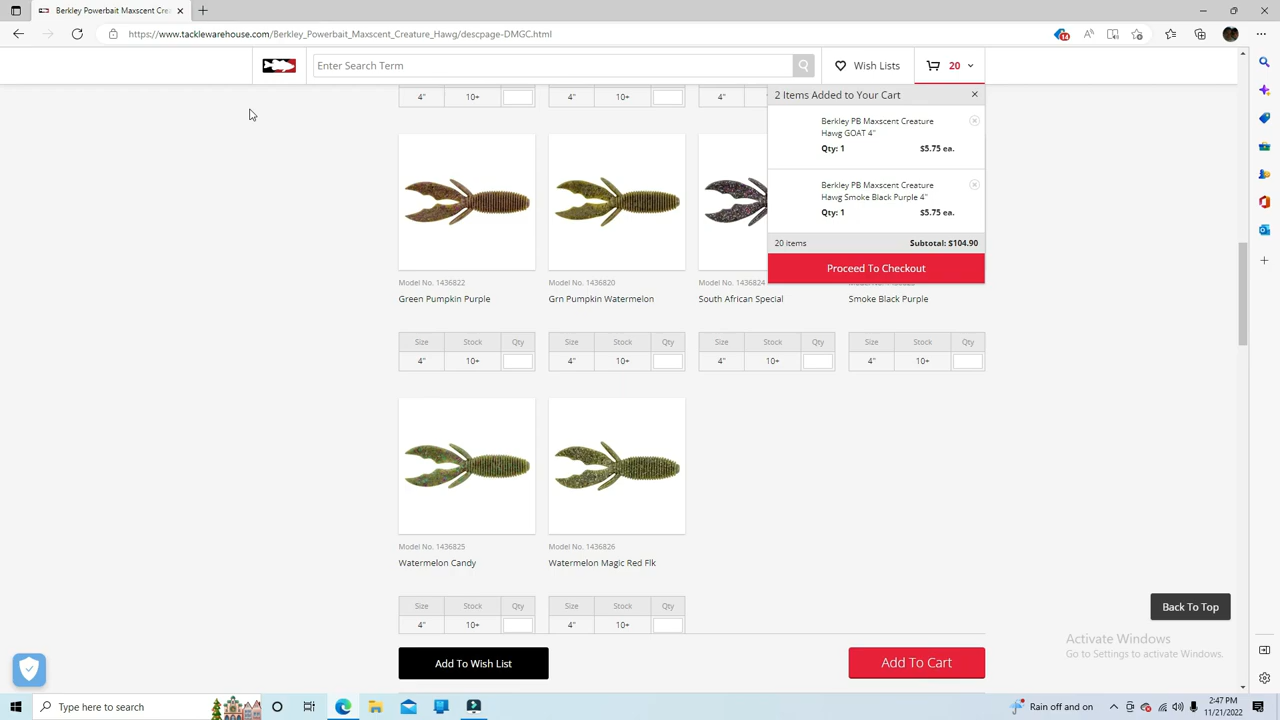 Berkley Powerbait Maxscent Cre
https://www.tacklewarehouse.com/Berkley_Powerbait_Maxscent_Creature_Hawg/descpage-DMGC.html
14
Enter Search Term
Wish Lists
20
2 Items Added to Your Cart
Berkley PB Maxscent Creature
Hawg GOAT 4"
Qty: 1 $5.75 ea.
Berkley PB Maxscent Creature
Hawg Smoke Black Purple 4"
Qty: 1 $5.75 ea.
20 items Subtotal: $104.90
Proceed To Checkout
4" 10+ 4" 10+ 4" 10+
Model No. 1436822 Model No. 1436820 Model No. 1436824
Green Pumpkin Purple Grn Pumpkin Watermelon South African Special Smoke Black Purple
Size Stock Qty Size Stock Qty Size Stock Qty Size Stock Qty
4" 10+ 4" 10+ 4" 10+ 4" 10+
Model No. 1436825 Model No. 1436826
Watermelon Candy Watermelon Magic Red Flk
Size Stock Qty Size Stock Qty
4" 10+ 4" 10+
Back To Top
Add To Wish List Add To Cart
Activate Windows
Go to Settings to activate Windows.
Type here to search
Rain off and on
2:47 PM
11/21/2022